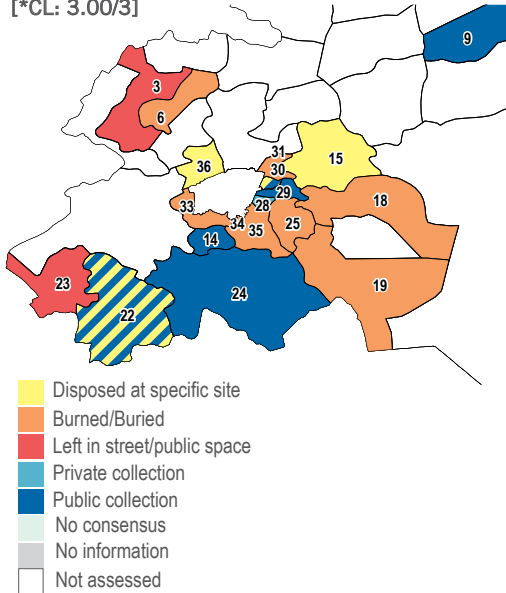 [*CL: 3.00/3]
9
3
6
31
15
36
30
29
18
33
28
34
25
14
35
23
24
19
22
Disposed at specific site
Burned/Buried
Left in street/public space
Private collection
Public collection
No consensus
No information
Not assessed